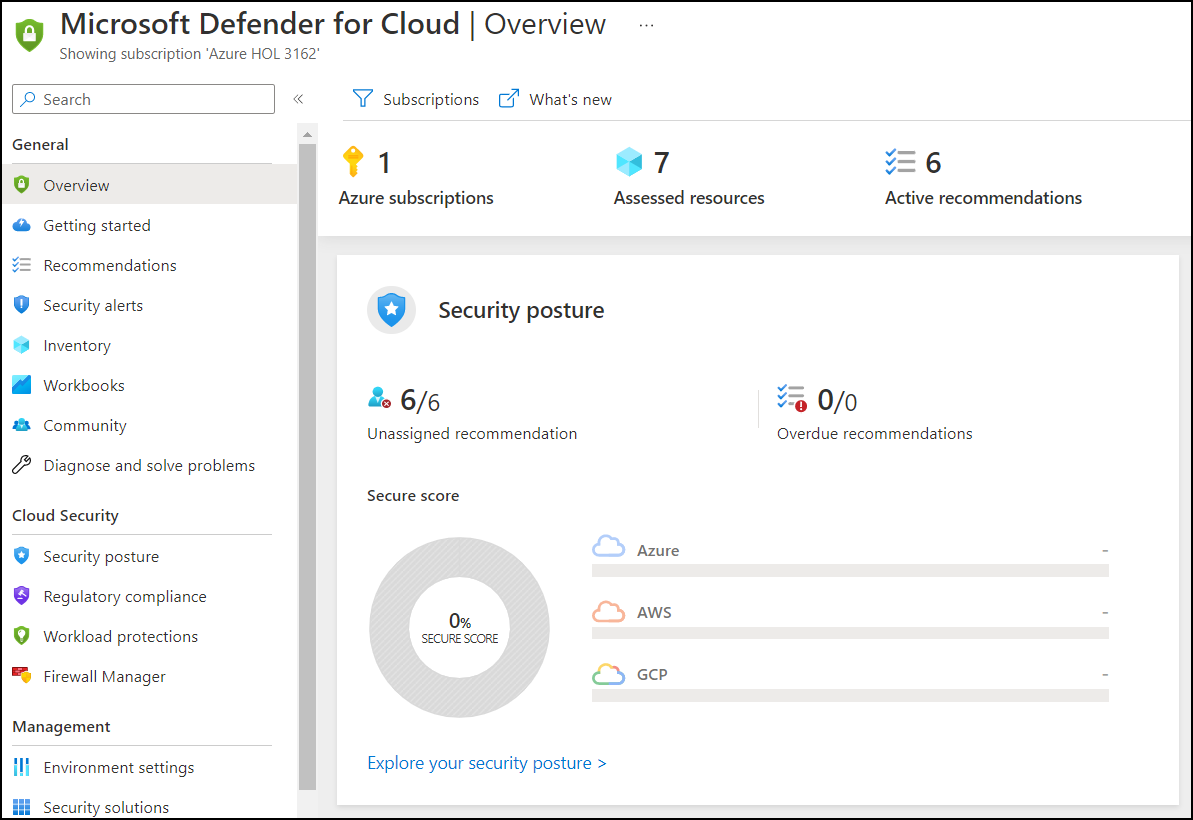 Microsoft Defender for Cloud | Overview ...
Showing subscription 'Azure HOL 3162'
Search
«
General
Overview
Getting started
Recommendations
Security alerts
Inventory
Workbooks
Community
Diagnose and solve problems
Cloud Security
Security posture
Regulatory compliance
Workload protections
Firewall Manager
Management
Environment settings
Security solutions
Subscriptions
What's new
1
Azure subscriptions
7
Assessed resources
6
Active recommendations
Security posture
6/6
Unassigned recommendation
0/0
Overdue recommendations
Secure score
0%
SECURE SCORE
Azure -
AWS -
GCP -
Explore your security posture >